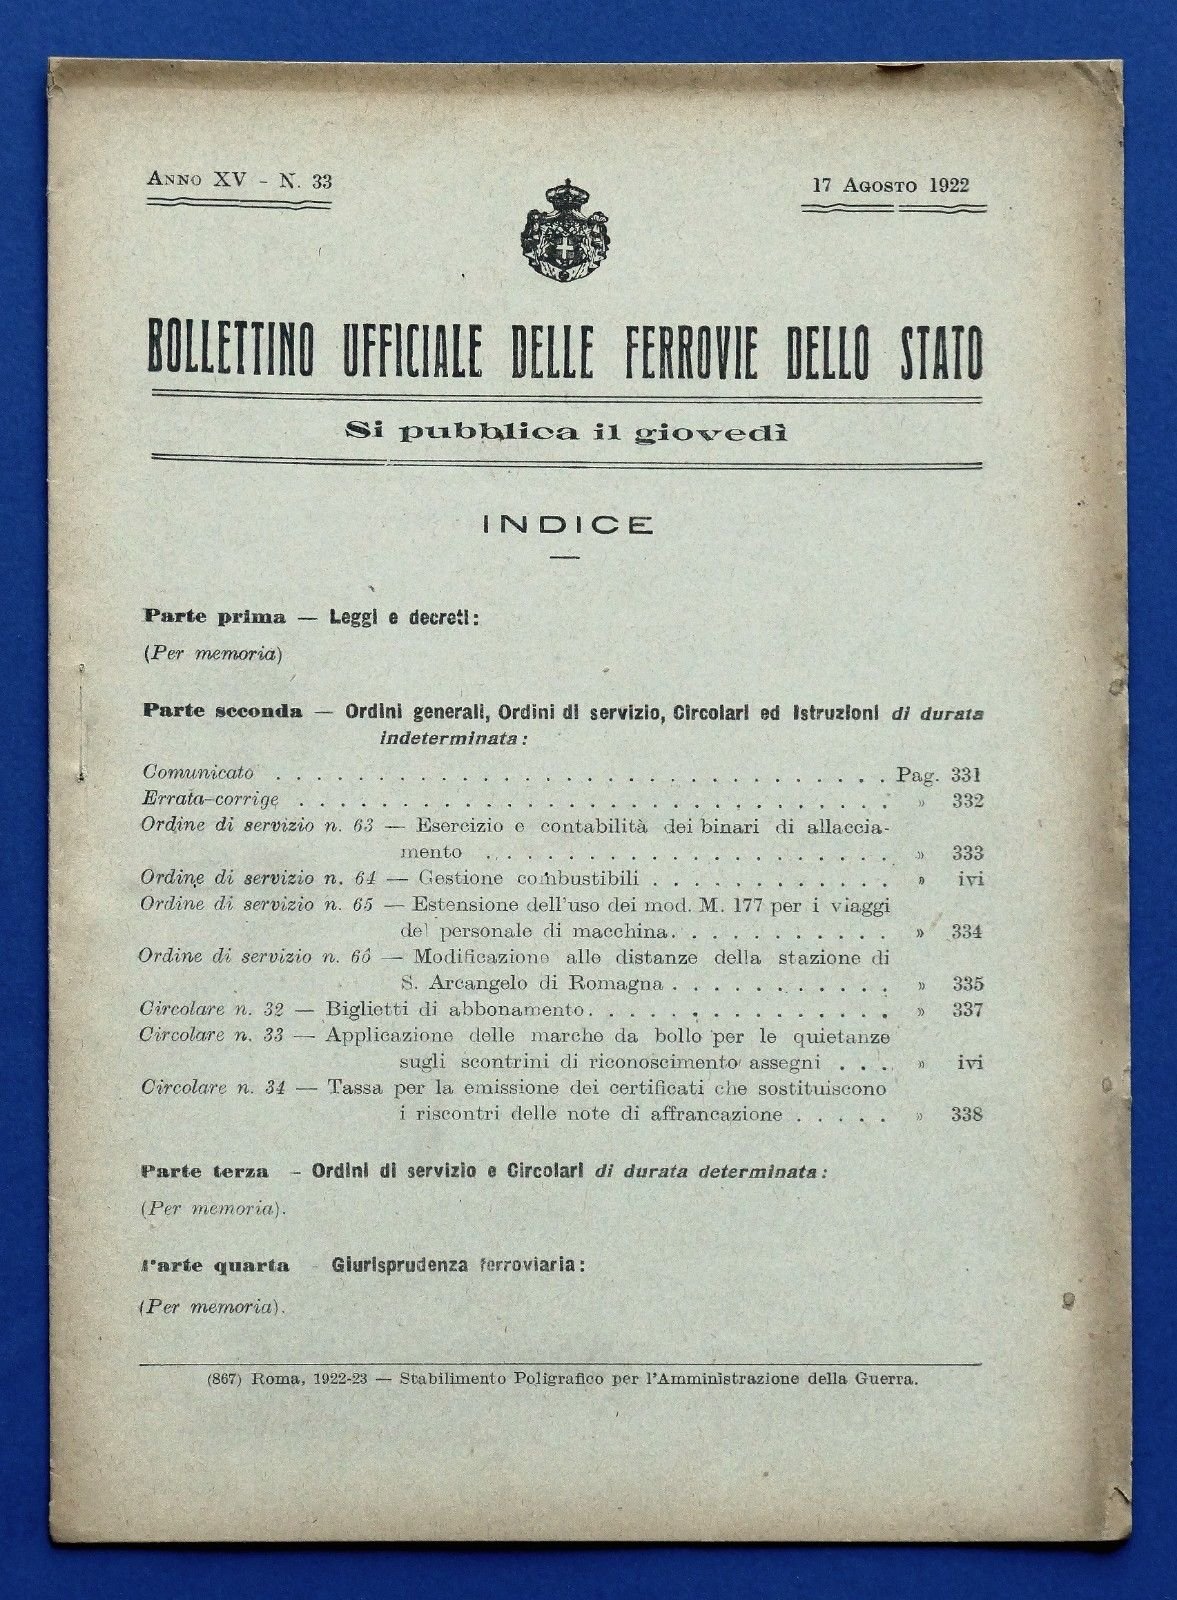 Anno XV - N. 33
17 Agosto 1922
BOLLETTINO UFFICIALE DELLE FERROVIE DELLO STATO
Si pubblica il giovedì
INDICE
Parte prima — Leggi e decreti:
(Per memoria)
Parte seconda — Ordini generali, Ordini di servizio, Circolari ed Istruzioni di durata
indeterminata:
Comunicato . . . . . . . . . . . . . . . . . . . . . . . . . . . . . . Pag. 331
Errata-corrige . . . . . . . . . . . . . . . . . . . . . . . . . . . . » 332
Ordine di servizio n. 63 — Esercizio e contabilità dei binari di allaccia-
mento . . . . . . . . . . . . . . . . . . . . » 333
Ordine di servizio n. 64 — Gestione combustibili . . . . . . . . . . . . » ivi
Ordine di servizio n. 65 — Estensione dell'uso dei mod. M. 177 per i viaggi
del personale di macchina. . . . . . . . . . . » 334
Ordine di servizio n. 66 — Modificazione alle distanze della stazione di
S. Arcangelo di Romagna . . . . . . . . . . . » 335
Circolare n. 32 — Biglietti di abbonamento. . . . . . . . . . . . . . . » 337
Circolare n. 33 — Applicazione delle marche da bollo per le quietanze
sugli scontrini di riconoscimento assegni . . . . » ivi
Circolare n. 34 — Tassa per la emissione dei certificati che sostituiscono
i riscontri delle note di affrancazione . . . . . » 338
Parte terza - Ordini di servizio e Circolari di durata determinata:
(Per memoria).
Parte quarta - Giurisprudenza ferroviaria:
(Per memoria).
(867) Roma, 1922-23 — Stabilimento Poligrafico per l'Amministrazione della Guerra.